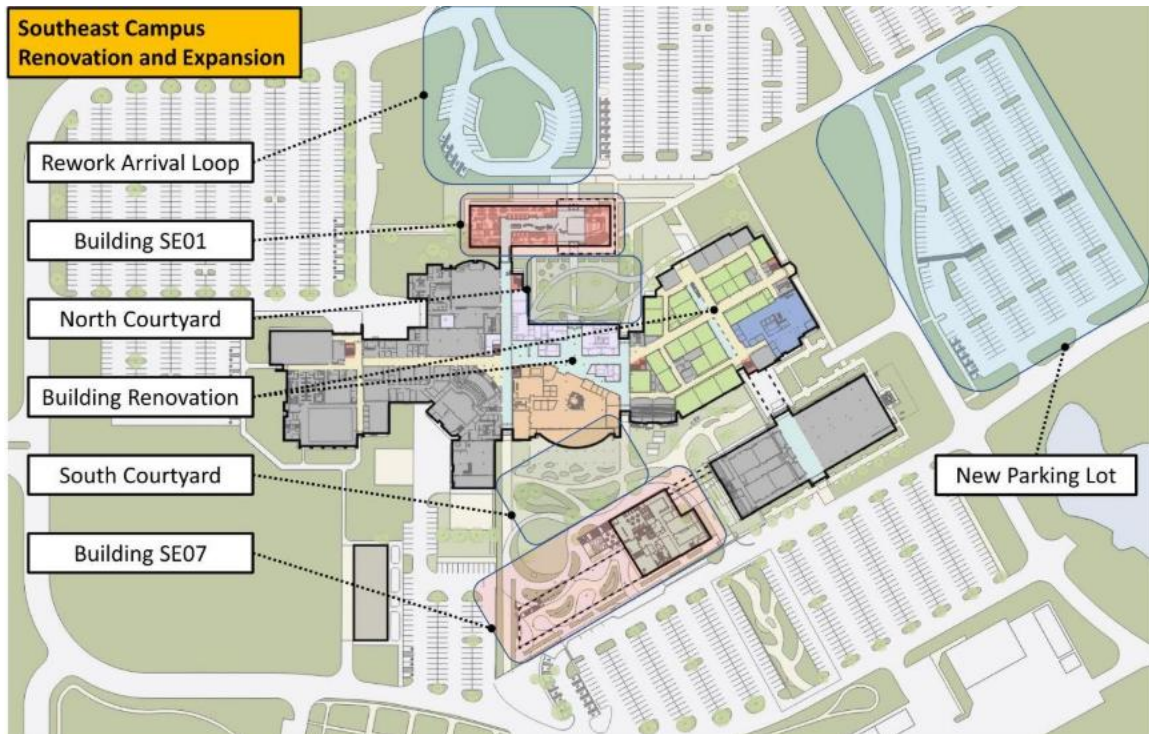 Southeast Campus
Renovation and Expansion
Rework Arrival Loop
Building SE01
North Courtyard
Building Renovation
South Courtyard
New Parking Lot
Building SE07